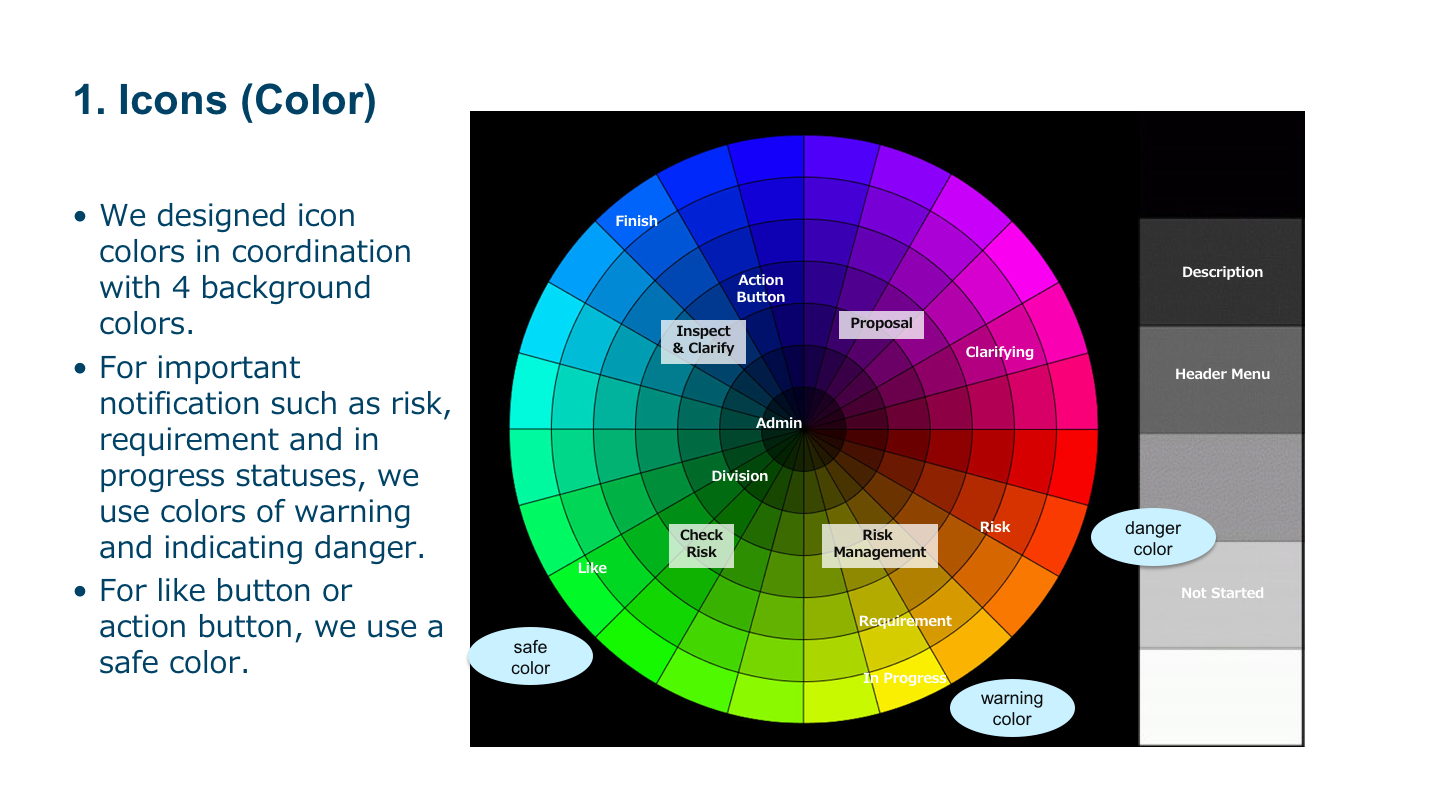 1. Icons (Color)
• We designed icon
colors in coordination
with 4 background
colors.
• For important
notification such as risk,
requirement and in
progress statuses, we
use colors of warning
and indicating danger.
• For like button or
action button, we use a
safe color.
Finish
Action
Button
Inspect
& Clarify
Proposal
Clarifying
Admin
Division
Check
Risk
Risk
Management
Risk
Like
Requirement
In Progress
safe
color
warning
color
danger
color
Description
Header Menu
Not Started